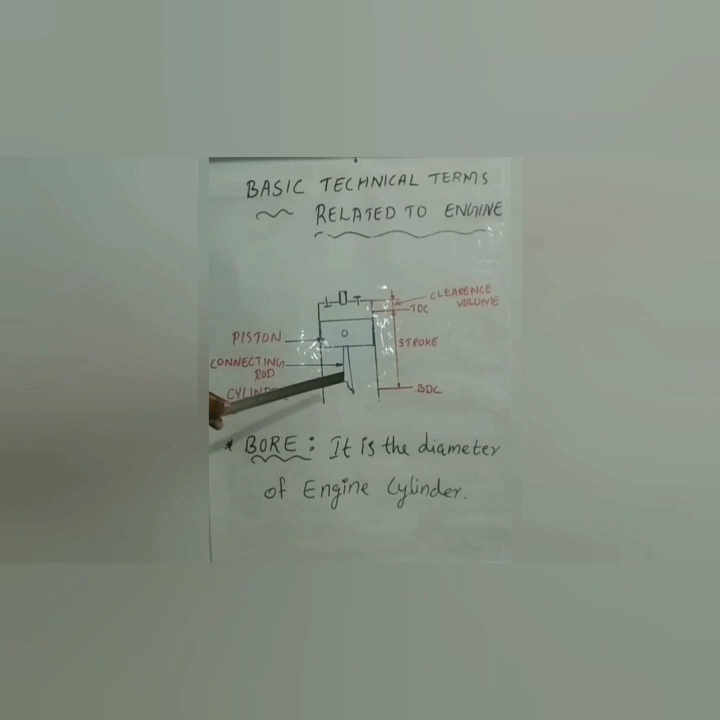 BASIC TECHNICAL TERMS
RELATED TO ENGINE
CLEARENCE
VOLUME
TDC
PISTON
STROKE
CONNECTING
ROD
BDC
* BORE : It is the diameter
of Engine Cylinder.